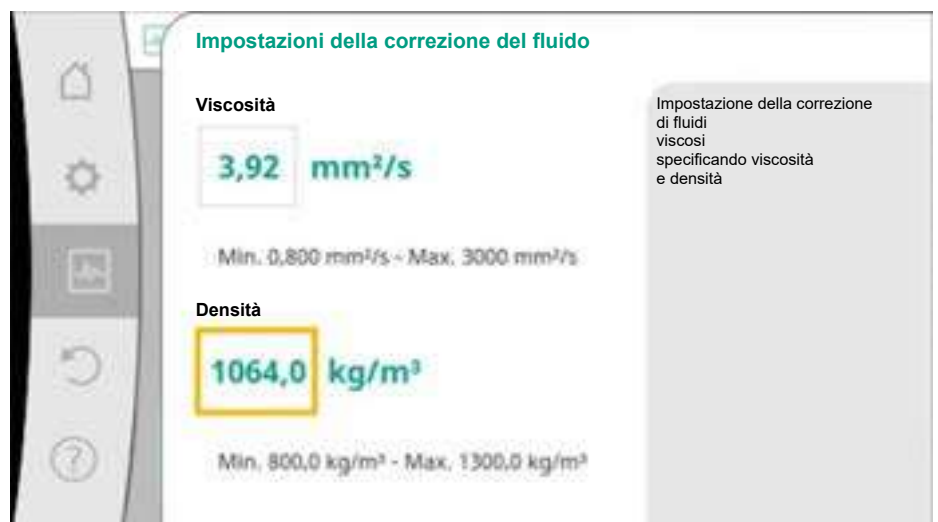 Impostazioni della correzione del fluido
Viscosità
3,92 mm²/s
Min. 0,800 mm²/s - Max. 3000 mm²/s
Densità
1064,0 kg/m³
Min. 800,0 kg/m³ - Max. 1300,0 kg/m³
Impostazione della correzione
di fluidi
viscosi
specificando viscosità
e densità